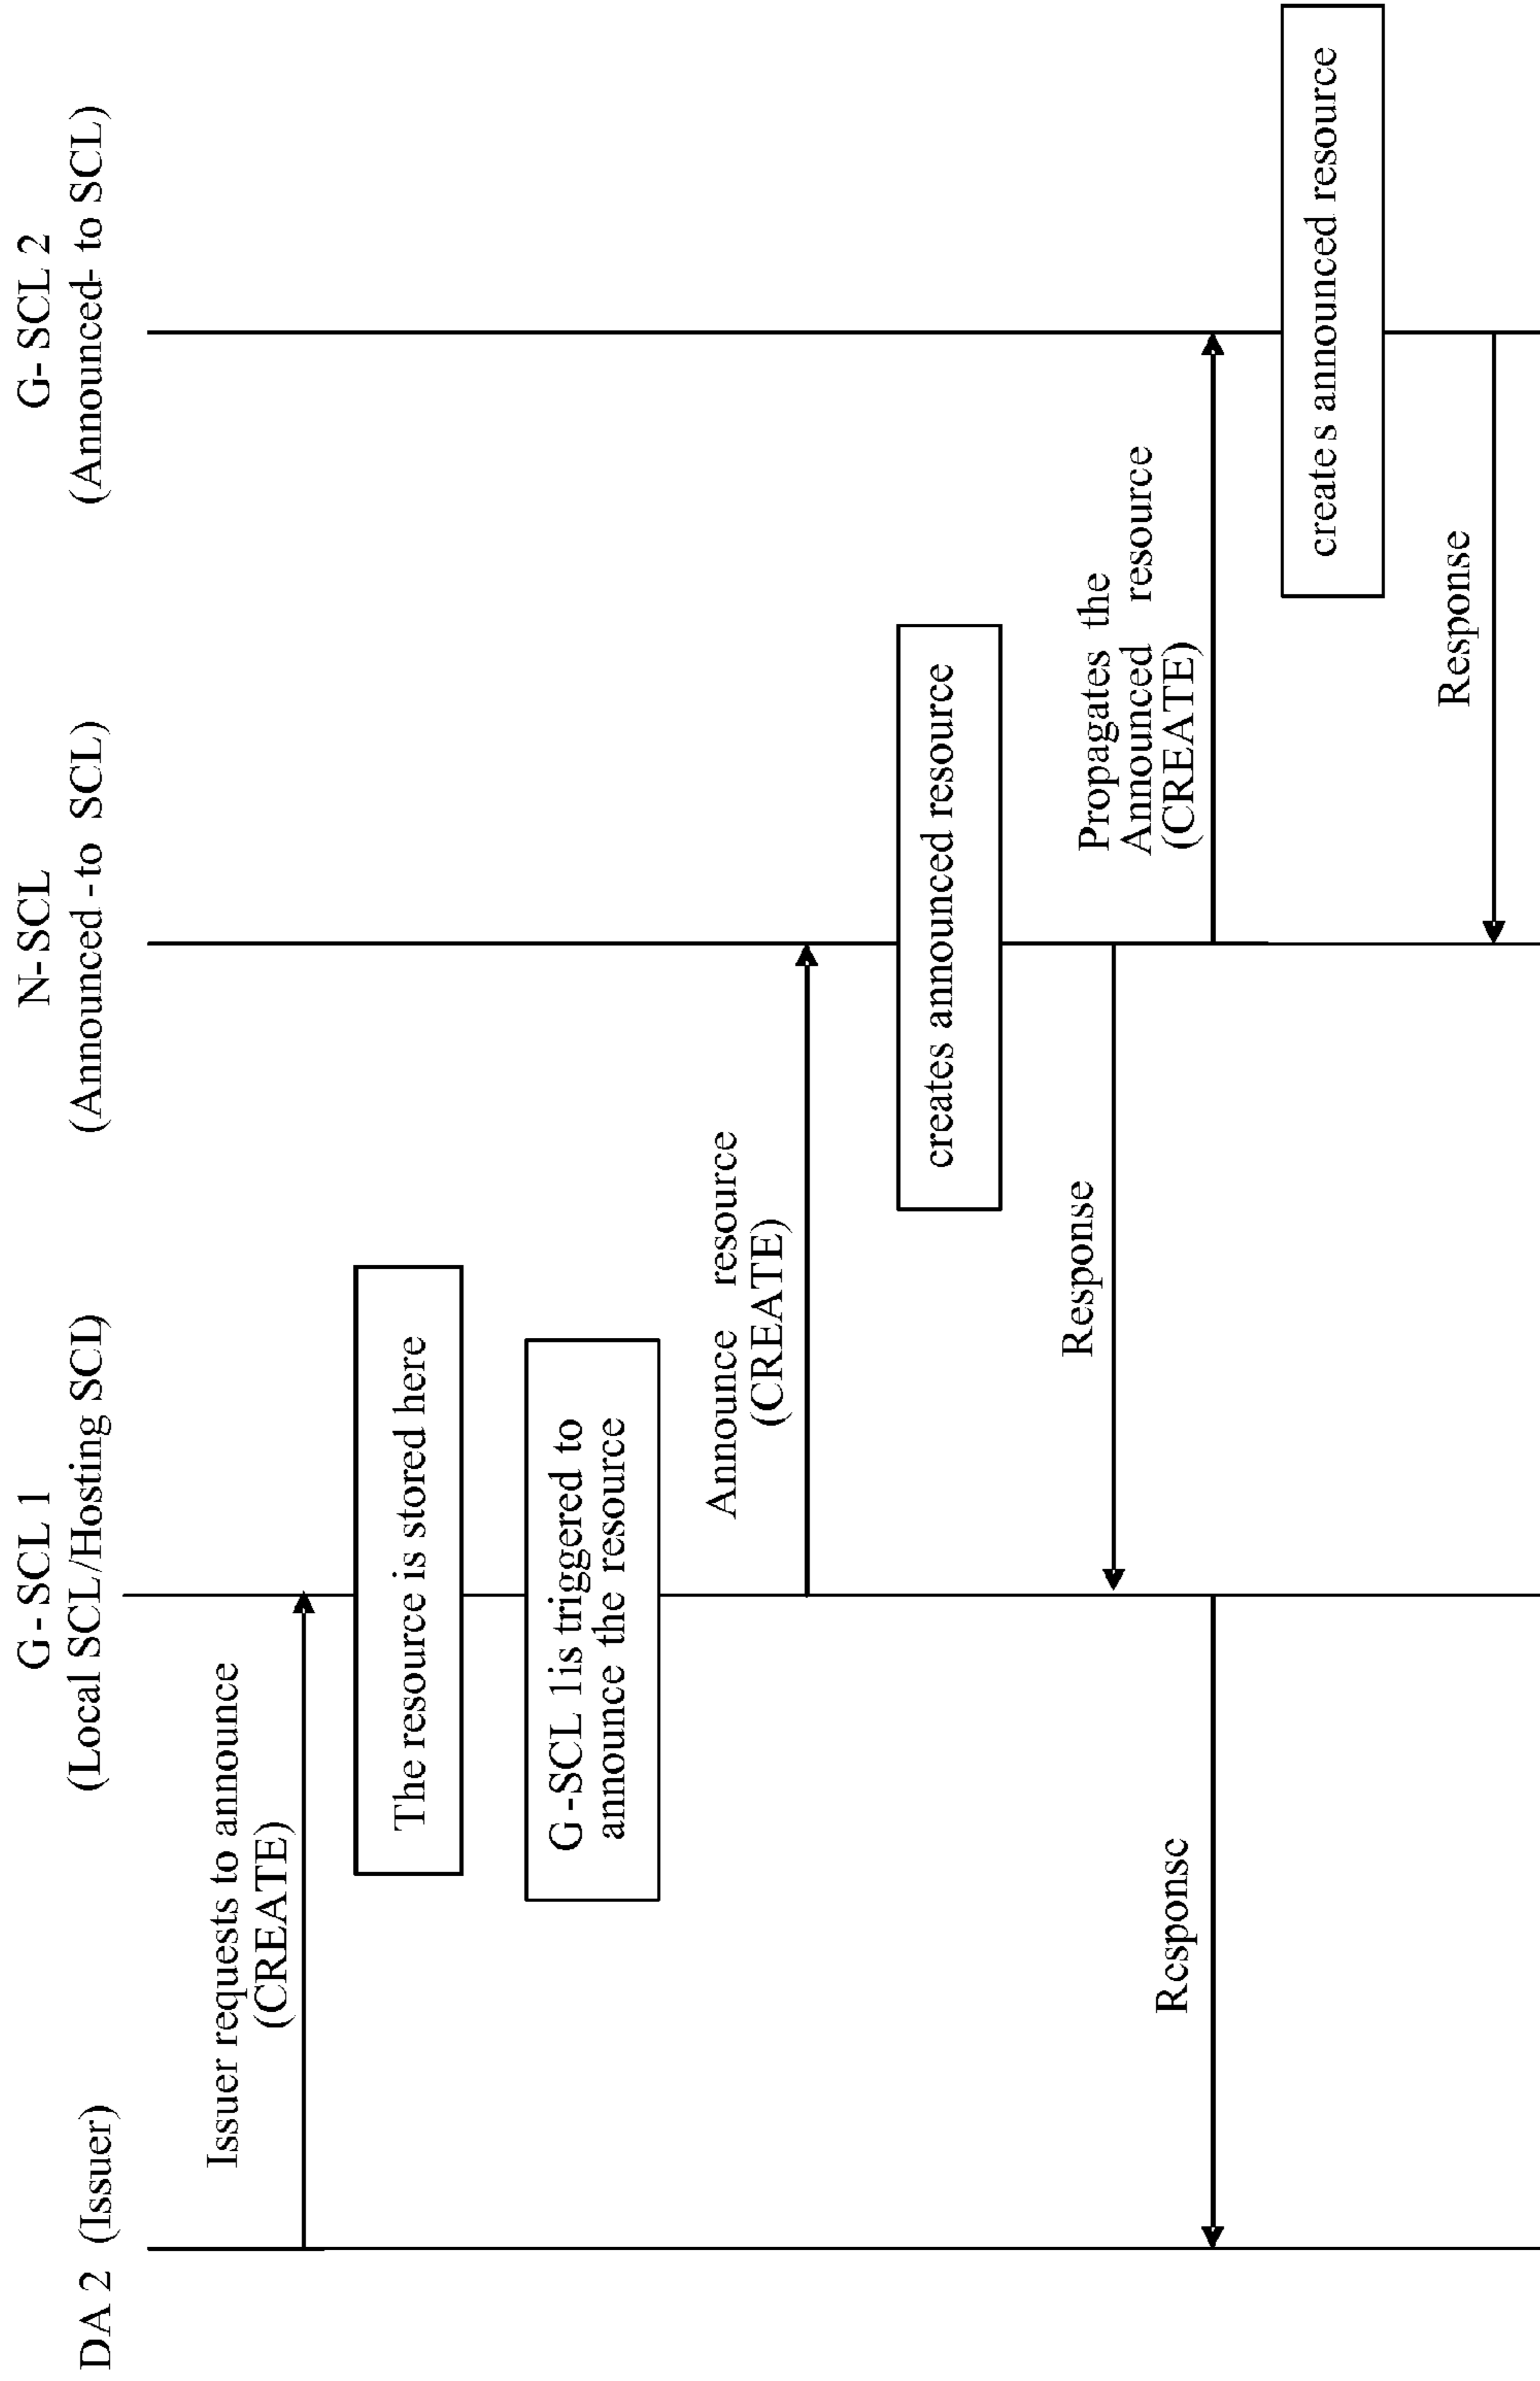 DA 2 (Issuer)
G-SCL 1
(Local SCL/Hosting SCL)
N-SCL
(Announced-to SCL)
G-SCL 2
(Announced-to SCL)
Issuer requests to announce
(CREATE)
The resource is stored here
G-SCL 1is triggered to
announce the resource
Announce resource
(CREATE)
creates announced resource
Response
Response
Propagates the
Announced resource
(CREATE)
creates announced resource
Response